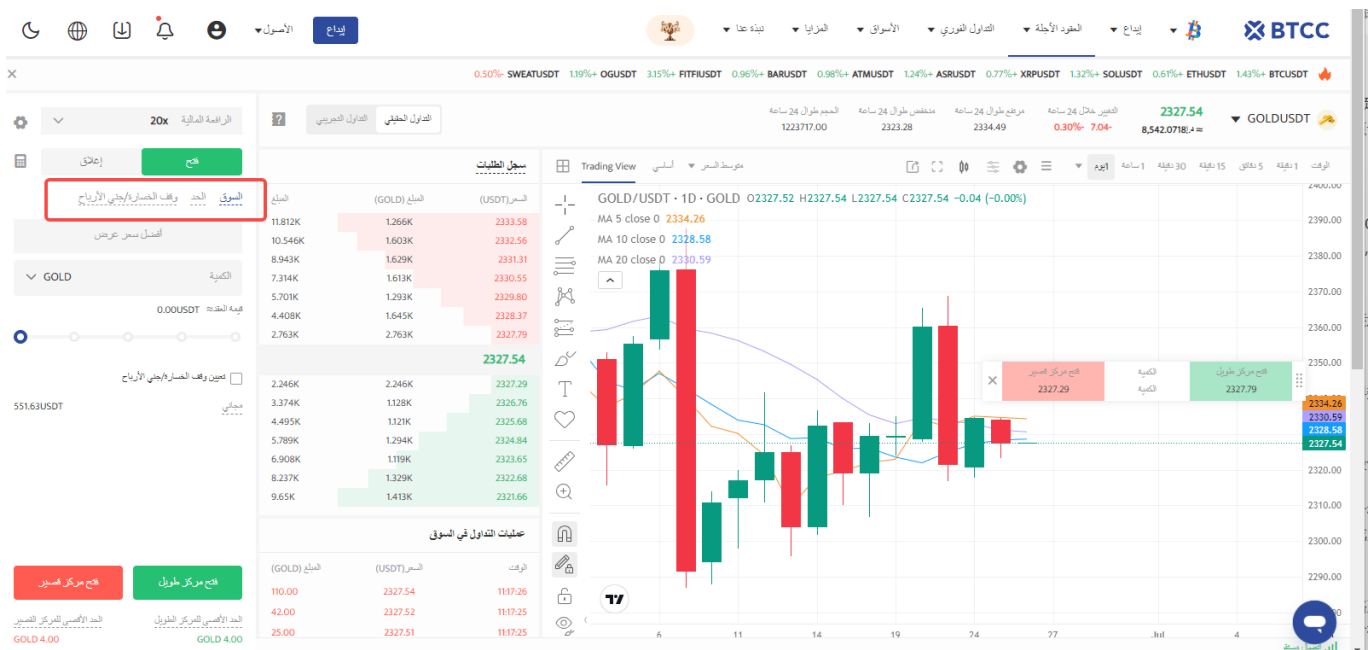 BTCC
إيداع
العقود الآجلة
التداول الفوري
الأسواق
المزايا
نبذة عنا
إيداع
الأصول
BTCUSDT +1.43% ETHUSDT +0.61% SOLUSDT +1.32% XRPUSDT +0.77% ASRUSDT +1.24% ATMUSDT +0.98% BARUSDT +0.96% FITFIUSDT +3.15% OGUSDT +1.19% SWEATUSDT -0.50%
GOLDUSDT
2327.54
التغيير خلال 24 ساعة
-7.04 -0.30%
مرتفع طوال 24 ساعة
2334.49
منخفض طوال 24 ساعة
2323.28
الحجم طوال 24 ساعة
1223717.00
التداول الحقيقي
التداول التجريبي
الرافعة المالية 20x
فتح
إغلاق
السوق الحد وقف الخسارة/جني الأرباح
أفضل سعر عرض
الكمية
GOLD
قيمة العقد≈ 0.00USDT
تعيين وقف الخسارة/جني الأرباح
مجاني
551.63USDT
فتح مركز طويل
فتح مركز قصير
الحد الأقصى للمركز الطويل
GOLD 4.00
الحد الأقصى للمركز القصير
GOLD 4.00
سجل الطلبات
السعر(USDT) المبلغ (GOLD) المبلغ
2333.58 1.266K 11.812K
2332.56 1.603K 10.546K
2331.31 1.629K 8.943K
2330.55 1.613K 7.314K
2329.80 1.293K 5.701K
2328.37 1.645K 4.408K
2327.79 2.763K 2.763K
2327.54
2327.29 2.246K 2.246K
2326.76 1.128K 3.374K
2325.68 1.121K 4.495K
2324.84 1.294K 5.789K
2323.65 1.119K 6.908K
2322.68 1.329K 8.237K
2321.66 1.413K 9.65K
عمليات التداول في السوق
الوقت السعر(USDT) المبلغ (GOLD)
11:17:26 2327.54 110.00
11:17:25 2327.52 42.00
11:17:25 2327.51 25.00
الوقت 1 دقيقة 5 دقائق 15 دقيقة 30 دقيقة 1 ساعة 1يوم
متوسط السعر
أساسي
Trading View
GOLD/USDT · 1D · GOLD O2327.52 H2327.54 L2327.54 C2327.54 -0.04 (-0.00%)
MA 5 close 0 2334.26
MA 10 close 0 2328.58
MA 20 close 0 2330.59
فتح مركز طويل
2327.79
الكمية
الكمية
فتح مركز قصير
2327.29
2400.00
2390.00
2380.00
2370.00
2360.00
2350.00
2334.26
2330.59
2328.58
2327.54
2320.00
2310.00
2300.00
2290.00
6 11 14 19 24 27 Jul 4